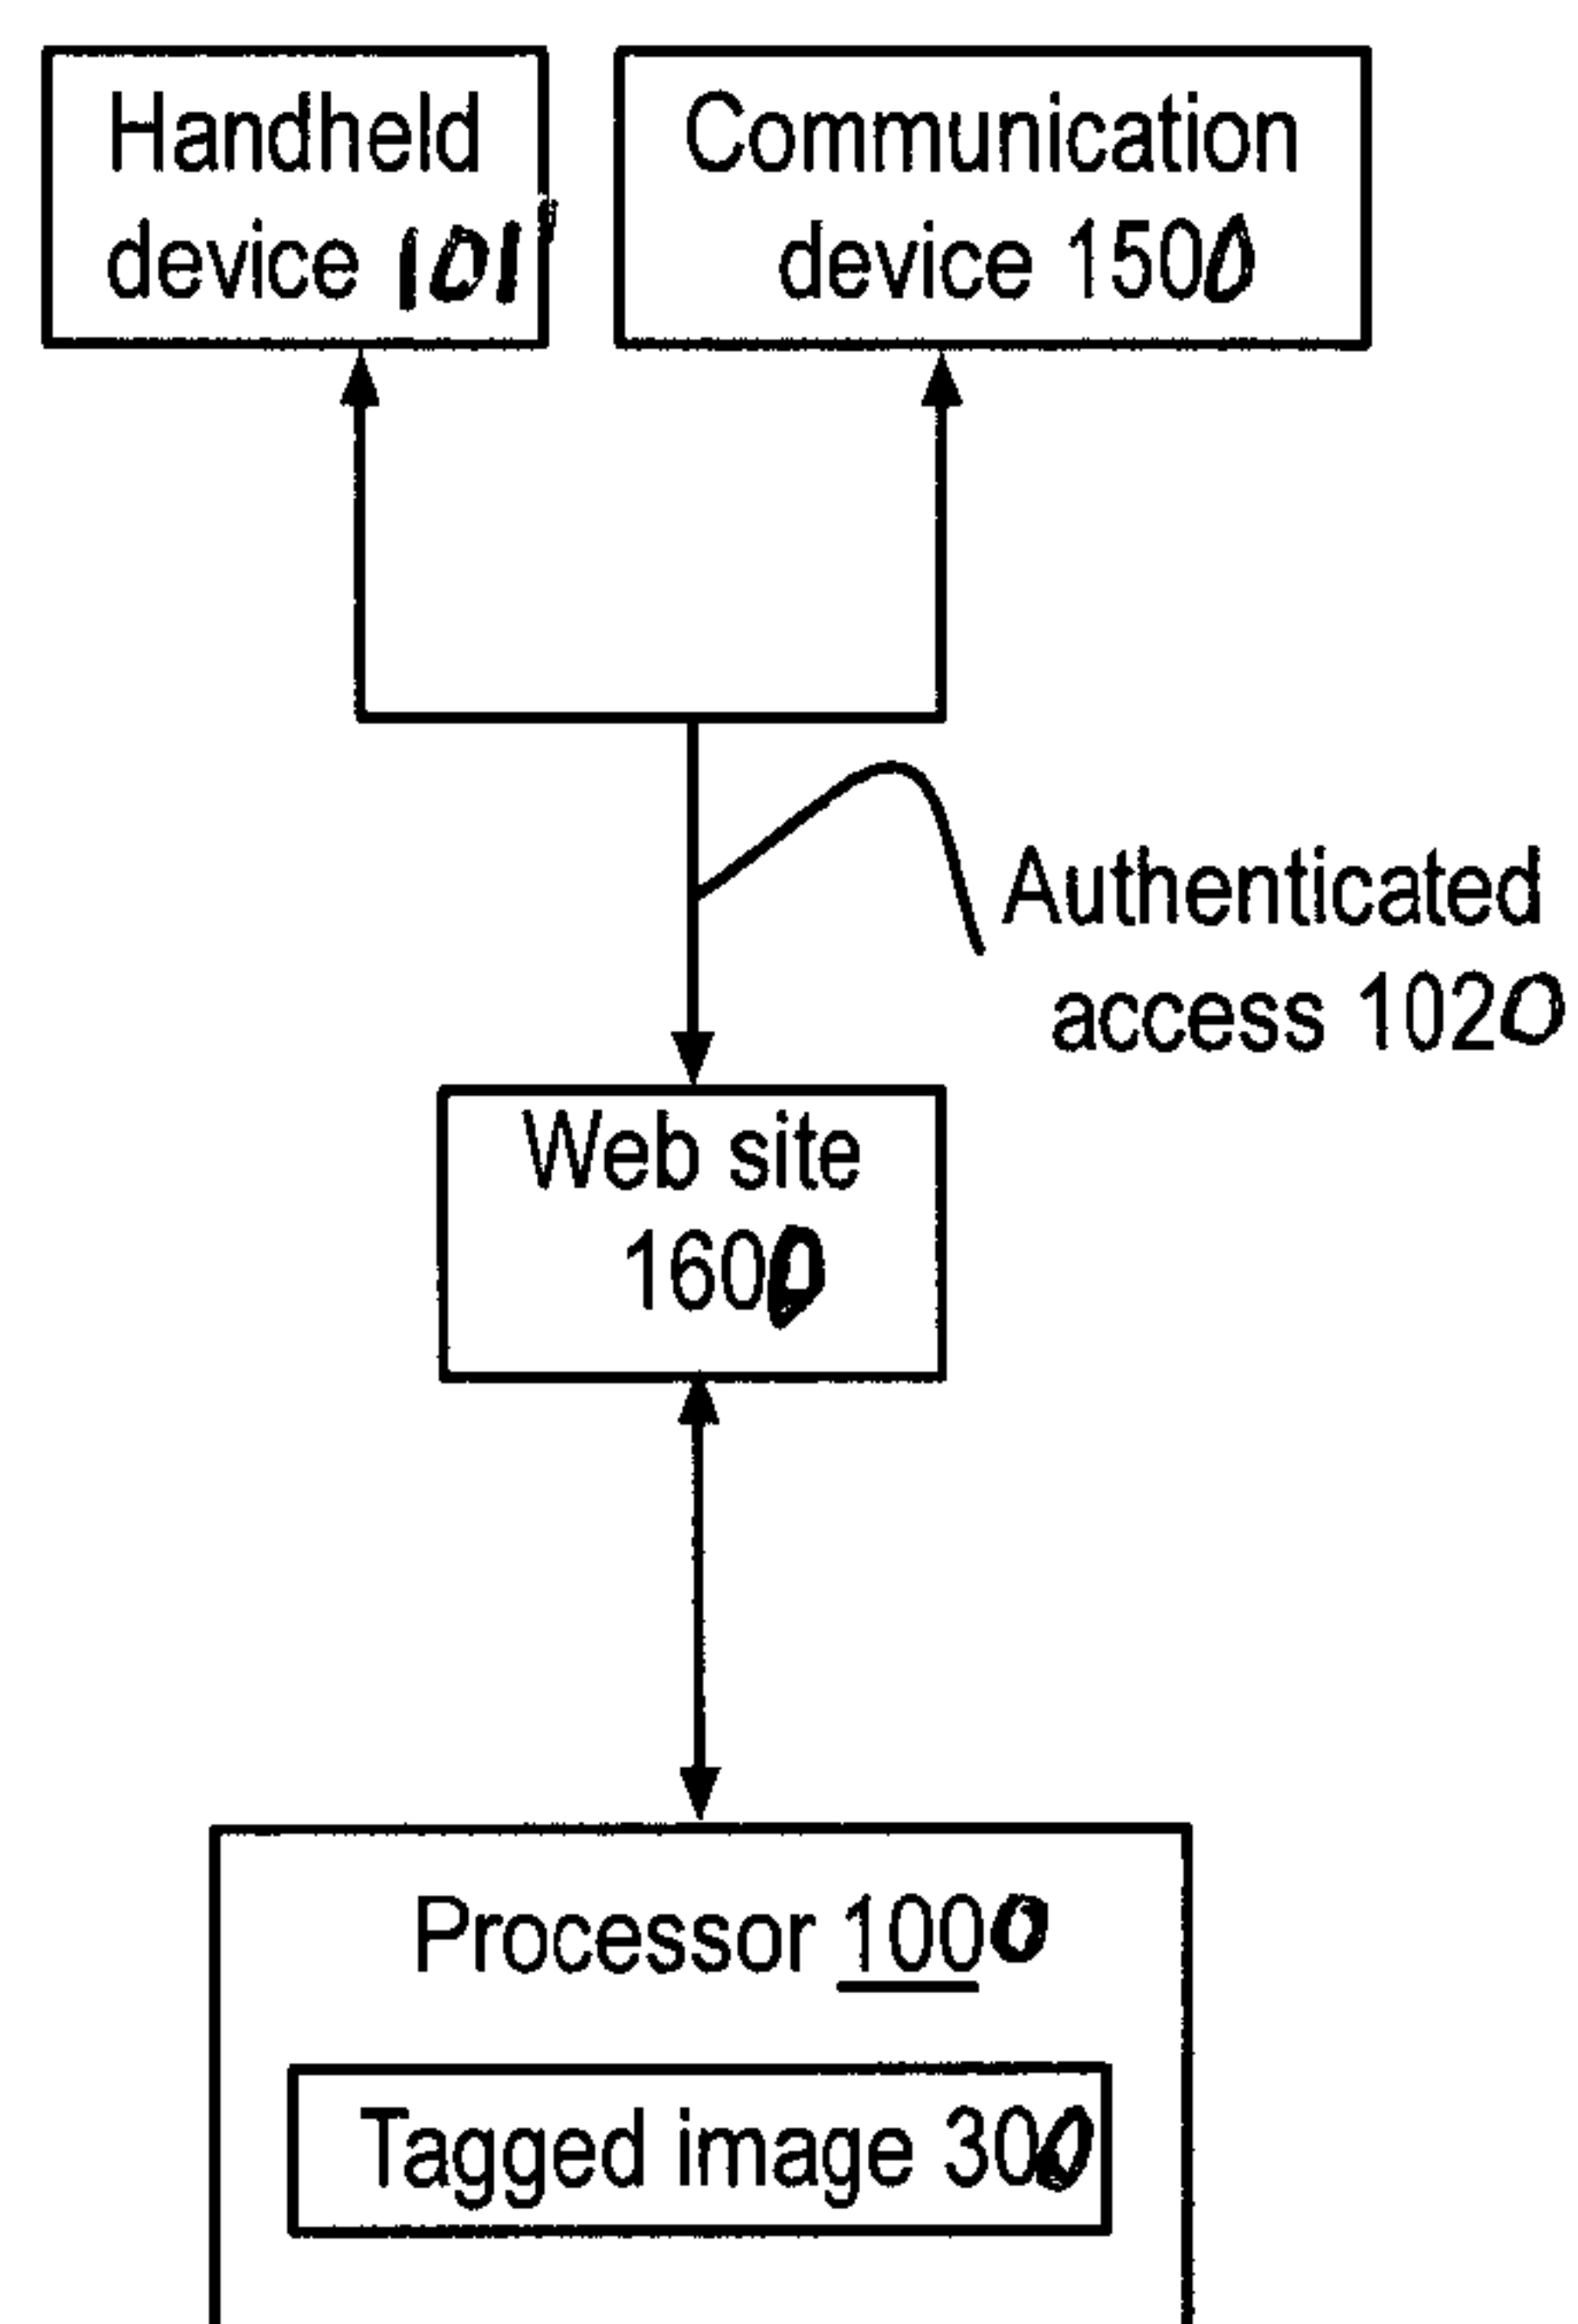 Handheld
device 101
Communication
device 1500
Authenticated
access 1020
Web site
1600
Processor 1000
Tagged image 300